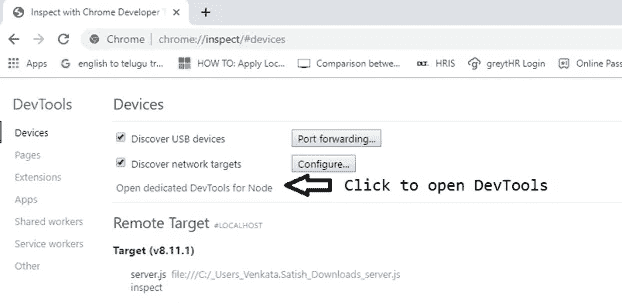 Inspect with Chrome Developer T
Chrome | chrome://inspect/#devices
Apps english to telugu tr... HOW TO: Apply Loc... Comparison betwe... DLT. HRIS greytHR Login Online Pass
DevTools
Devices
Pages
Extensions
Apps
Shared workers
Service workers
Other
Devices
Discover USB devices Port forwarding...
Discover network targets Configure...
Open dedicated DevTools for Node Click to open DevTools
Remote Target #LOCALHOST
Target (v8.11.1)
server.js file:///C:/_Users_Venkata.Satish_Downloads_server.js
inspect